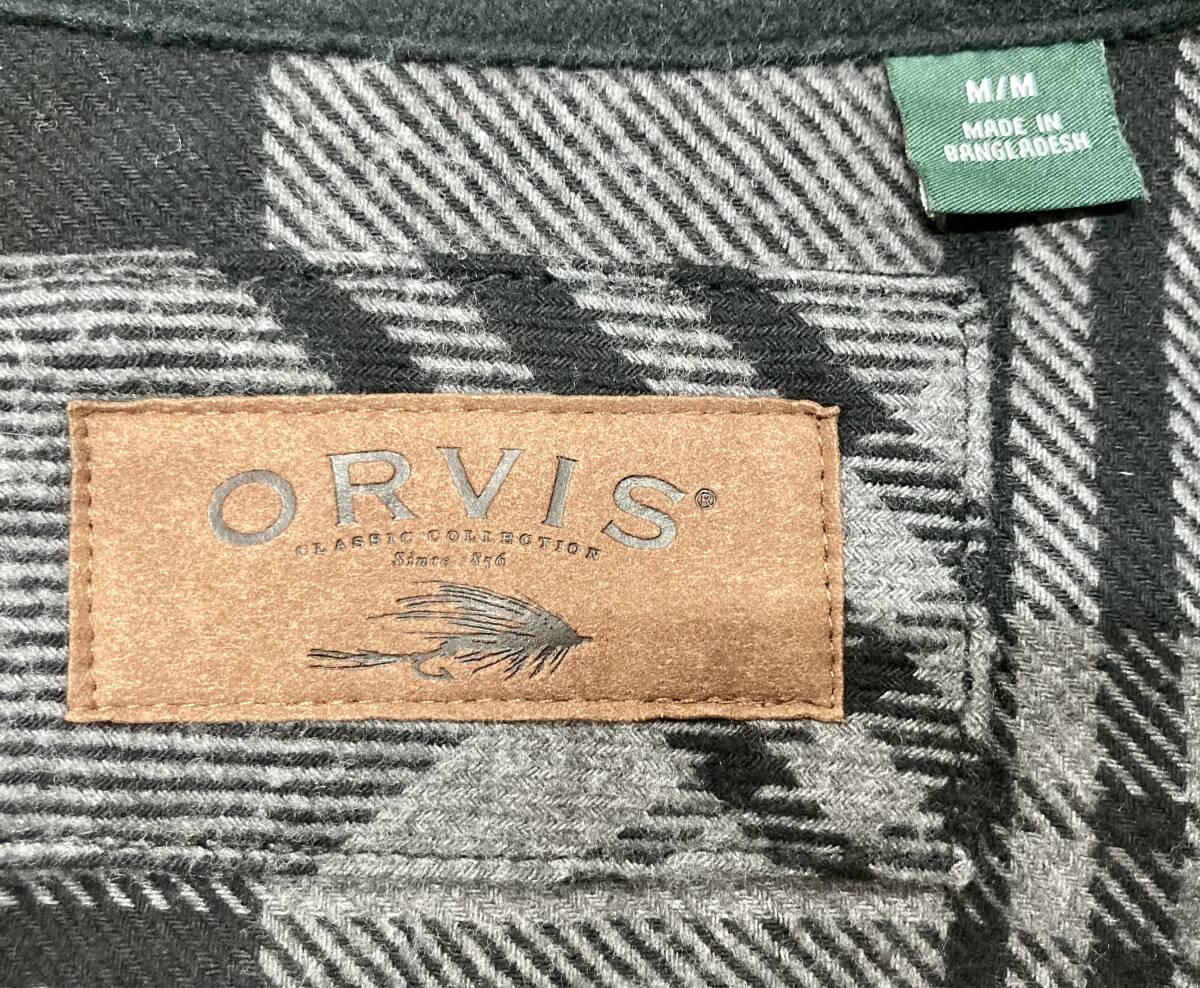 M/M
MADE IN
BANGLADESH
ORVIS®
CLASSIC COLLECTION
Since 1856